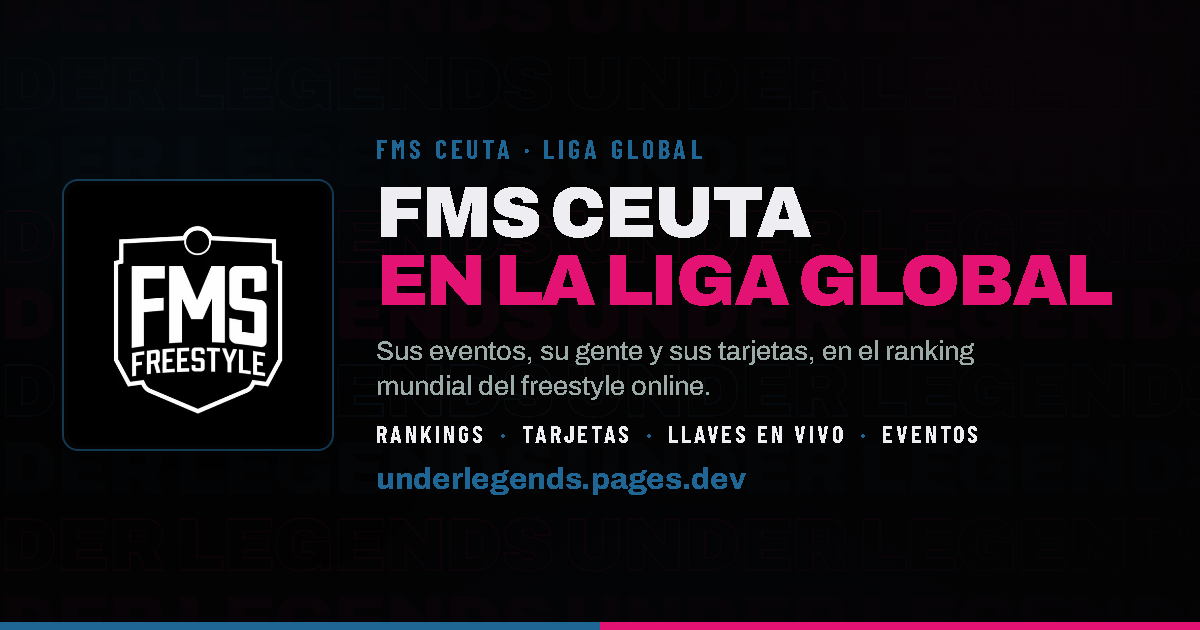 FMS
FREESTYLE
FMS CEUTA · LIGA GLOBAL
FMS CEUTA
EN LA LIGA GLOBAL
Sus eventos, su gente y sus tarjetas, en el ranking
mundial del freestyle online.
RANKINGS · TARJETAS · LLAVES EN VIVO · EVENTOS
underlegends.pages.dev